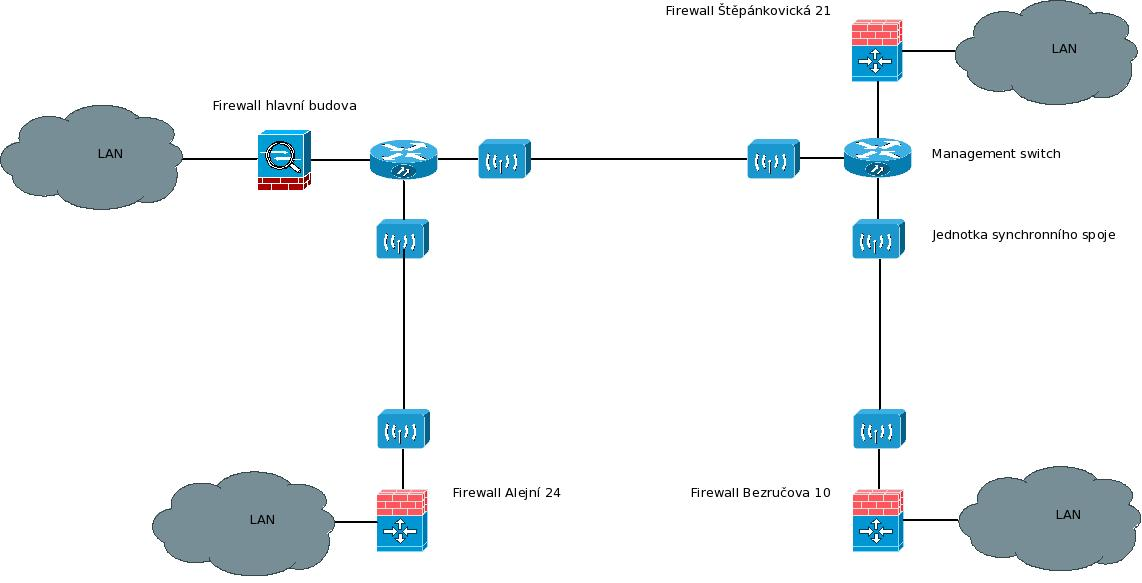 Firewall Štěpánkovická 21
LAN
Firewall hlavní budova
LAN
Management switch
Jednotka synchronního spoje
Firewall Alejní 24
Firewall Bezručova 10
LAN
LAN